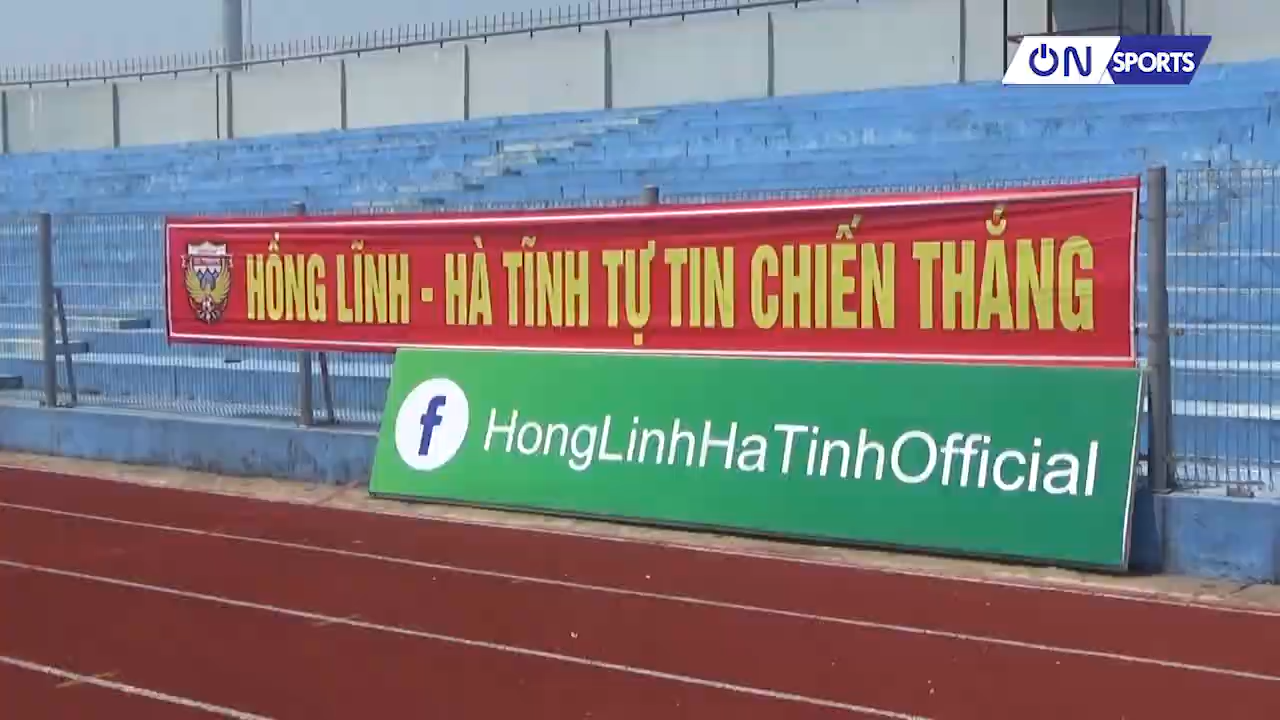 ON SPORTS
HỒNG LĨNH - HÀ TĨNH TỰ TIN CHIẾN THẮNG
f HongLinhHaTinhOfficial